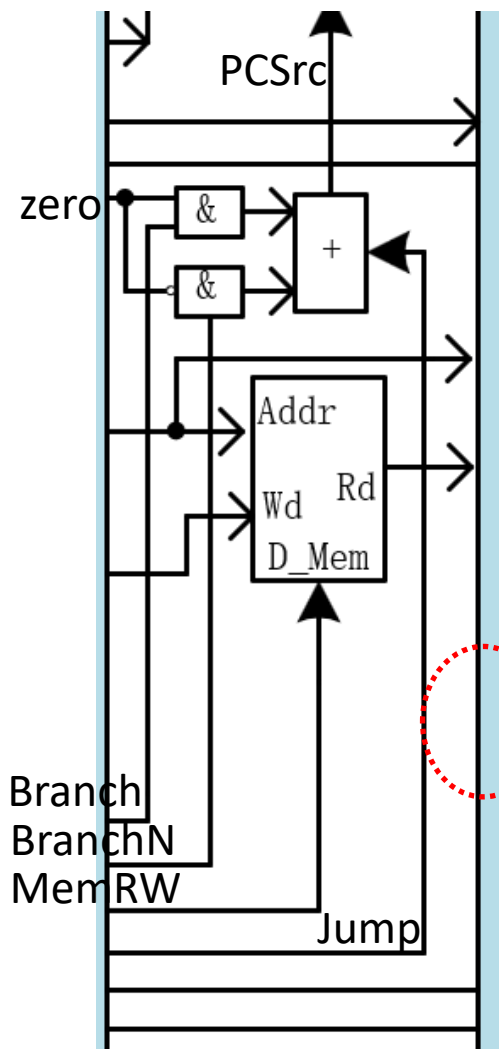 PCSrc
zero
&
+
&
Addr
Rd
Wd
D_Mem
Branch
BranchN
MemRW
Jump